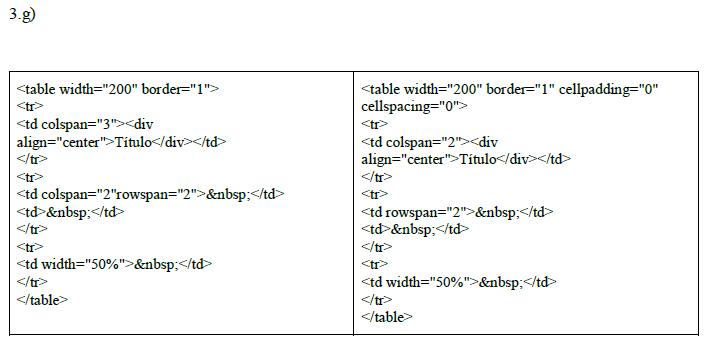 3.g)
<table width="200" border="1">
<tr>
<td colspan="3"><div
align="center">Título</div></td>
</tr>
<tr>
<td colspan="2"rowspan="2">&nbsp;</td>
<td>&nbsp;</td>
</tr>
<tr>
<td width="50%">&nbsp;</td>
</tr>
</table>
<table width="200" border="1" cellpadding="0"
cellspacing="0">
<tr>
<td colspan="2"><div
align="center">Título</div></td>
</tr>
<tr>
<td rowspan="2">&nbsp;</td>
<td>&nbsp;</td>
</tr>
<tr>
<td width="50%">&nbsp;</td>
</tr>
</table>